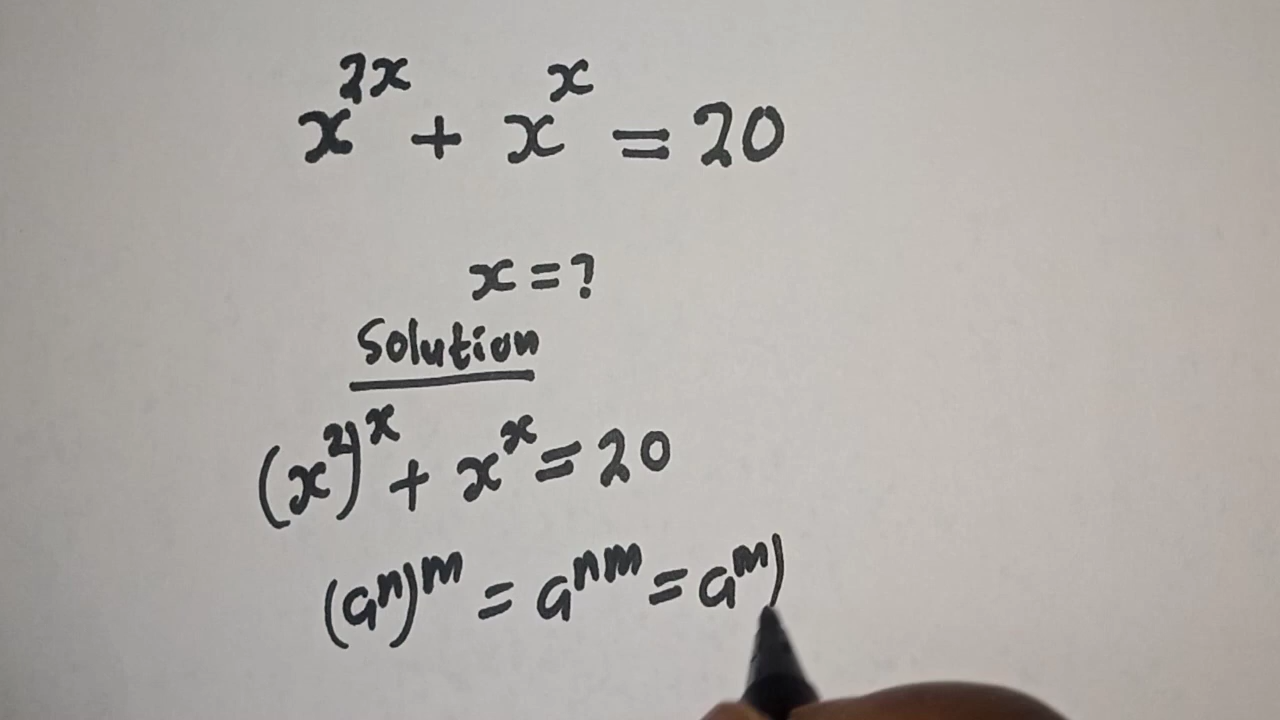 x^{2x} + x^x = 20
x = ?
Solution
(x^2)^x + x^x = 20
(a^n)^m = a^{nm} = a^m)